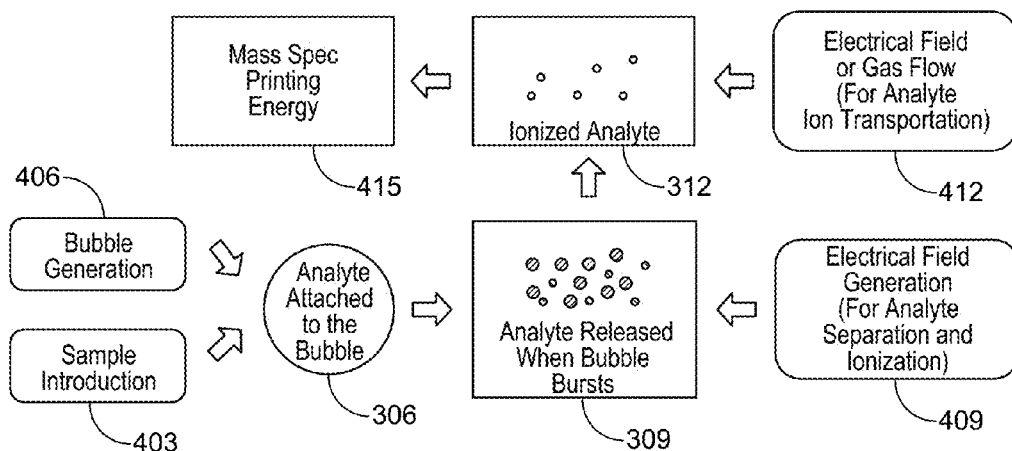 Mass Spec
Printing
Energy
415
Ionized Analyte
312
Electrical Field
or Gas Flow
(For Analyte
Ion Transportation)
412
406
Bubble
Generation
Sample
Introduction
403
Analyte
Attached
to the
Bubble
306
Analyte Released
When Bubble
Bursts
309
Electrical Field
Generation
(For Analyte
Separation and
Ionization)
409